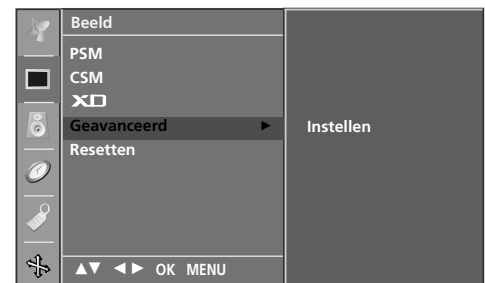 Beeld
PSM
CSM
XD
Geavanceerd ► Instellen
Resetten
▲▼ ◄► OK MENU